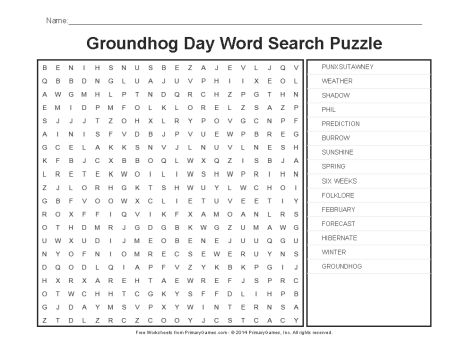 Name:
Groundhog Day Word Search Puzzle
B E N I H S N U S B E Z A J E V L J Q V
Q B B D N G L U A J U V P H I I X E O L
A W G M H L P T N D Q R C H Z P G T H N
E M I D P M F O L K L O R E L Z S A Z P
S J J J T Z O H X L R Y P O V G C N P F
A I N I S F V D B J P V U E W P B R E G
G C E L A K K S N V J L N U V L N E S H
K F B J C X B B O Q L W X Q Z I S B J A
L R E T E K W O I L I W S H W P R I H N
Z J L O R H G K T S H W U Y L W C H O I
G B F V O O W X C L I E T U V E E T I Y
R O X F F I Q V I K F X A M O A N L R S
O T H D M R J G D G B K W G Z U M A W G
U W X U D I J M E O B E N E J U U Q G U
N Y O F N I O M R E C S E W E R U Y N S
D Q O D L Q I A P F V Z Y K B K P G I J
H X R X A R E H T A E W R E F J S P R C
O T W C H H T C G K Y S F F D L I H P B
G J D A Y M S V P X Y W I N T E R N S A
Z T D L Z R C Z C O O Y J C S T C A C Y
PUNXSUTAWNEY
WEATHER
SHADOW
PHIL
PREDICTION
BURROW
SUNSHINE
SPRING
SIX WEEKS
FOLKLORE
FEBRUARY
FORECAST
HIBERNATE
WINTER
GROUNDHOG
Free Worksheets from PrimaryGames.com - © 2014 PrimaryGames, Inc. All rights reserved.